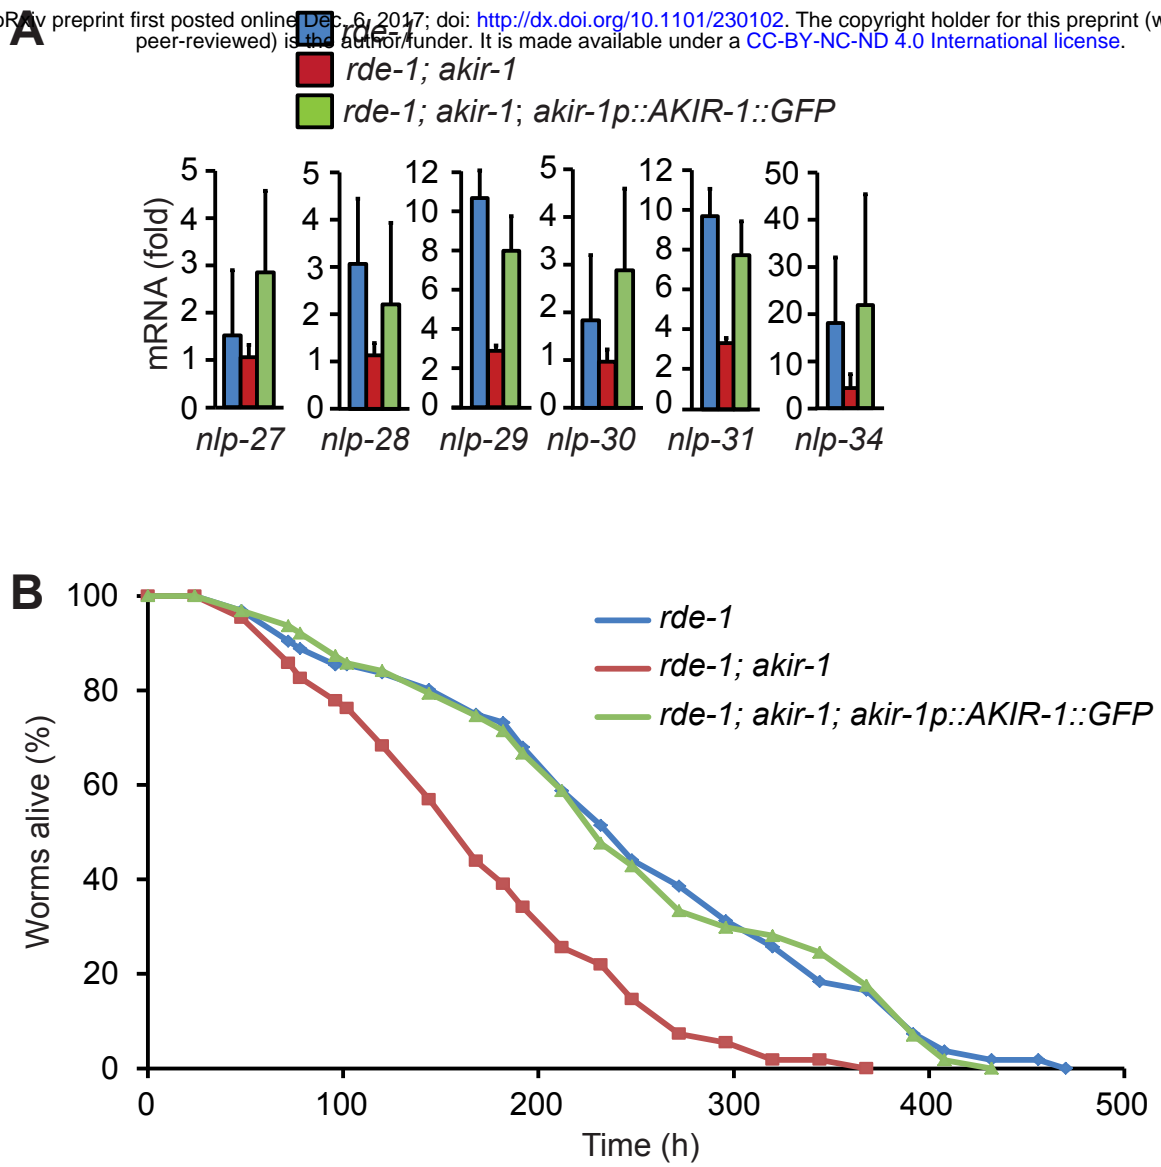 bioRxiv preprint first posted online Dec. 6, 2017; doi: http://dx.doi.org/10.1101/230102. The copyright holder for this preprint (w
peer-reviewed) is the author/funder. It is made available under a CC-BY-NC-ND 4.0 International license.
A
rde-1
rde-1; akir-1
rde-1; akir-1; akir-1p::AKIR-1::GFP
mRNA (fold)
5 4 3 2 1 0
5 4 3 2 1 0
12 10 8 6 4 2 0
5 4 3 2 1 0
12 10 8 6 4 2 0
50 40 30 20 10 0
nlp-27 nlp-28 nlp-29 nlp-30 nlp-31 nlp-34
B
Worms alive (%)
100
80
60
40
20
0
rde-1
rde-1; akir-1
rde-1; akir-1; akir-1p::AKIR-1::GFP
0 100 200 300 400 500
Time (h)